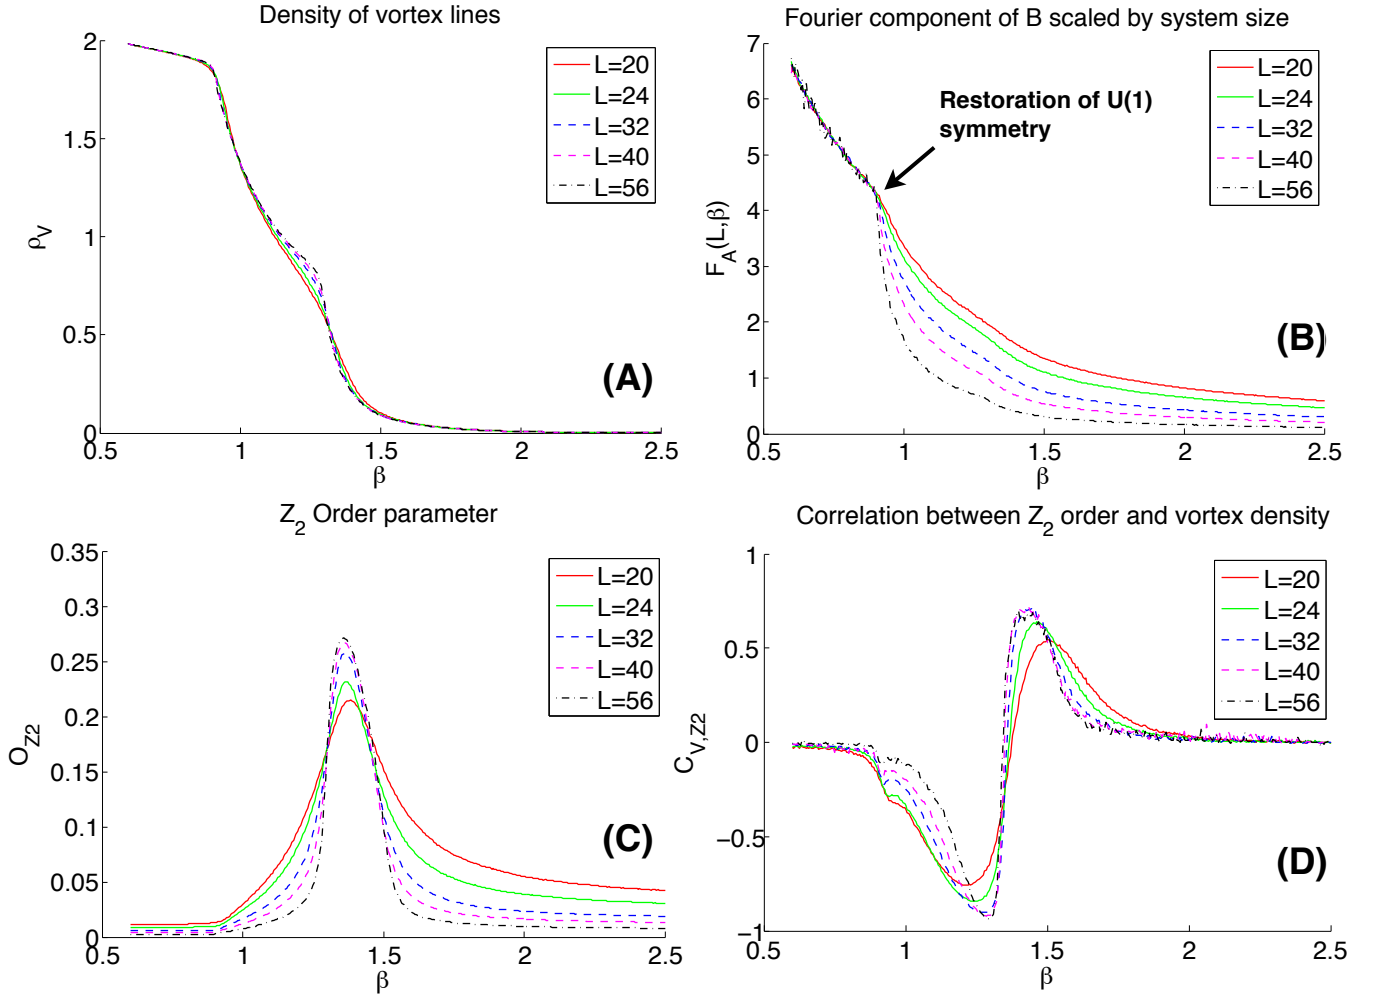 Density of vortex lines
2
1.5
1
0.5
0
ρV
0.5
1
1.5
2
2.5
β
L=20
L=24
L=32
L=40
L=56
(A)
Fourier component of B scaled by system size
7
6
5
4
3
2
1
0
FA(L,β)
0.5
1
1.5
2
2.5
β
L=20
L=24
L=32
L=40
L=56
Restoration of U(1)
symmetry
(B)
Z2 Order parameter
0.35
0.3
0.25
0.2
0.15
0.1
0.05
0
OZ2
0.5
1
1.5
2
2.5
β
L=20
L=24
L=32
L=40
L=56
(C)
Correlation between Z2 order and vortex density
1
0.5
0
−0.5
−1
CV,Z2
0.5
1
1.5
2
2.5
β
L=20
L=24
L=32
L=40
L=56
(D)